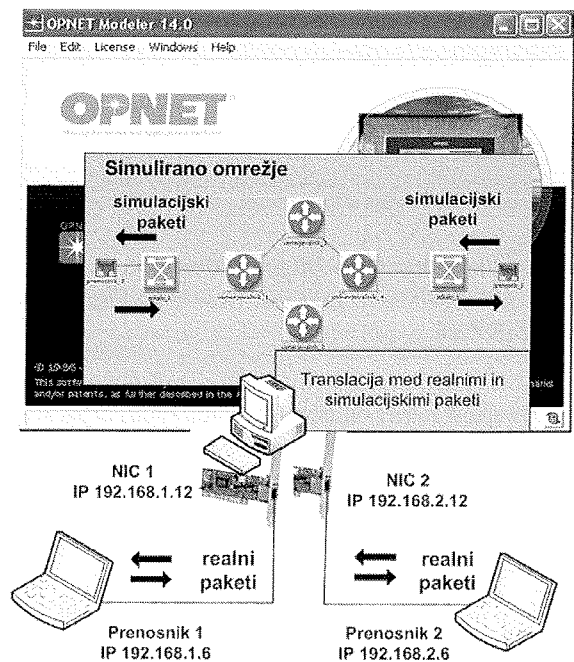 OPNET Modeler 14.0
File Edit License Windows Help
OPNET
Simulirano omrežje
simulacijski
paketi
simulacijski
paketi
Translacija med realnimi in
simulacijskimi paketi
and/or patents, as further described in the
NIC 1
IP 192.168.1.12
NIC 2
IP 192.168.2.12
realni
paketi
realni
paketi
Prenosnik 1
IP 192.168.1.6
Prenosnik 2
IP 192.168.2.6